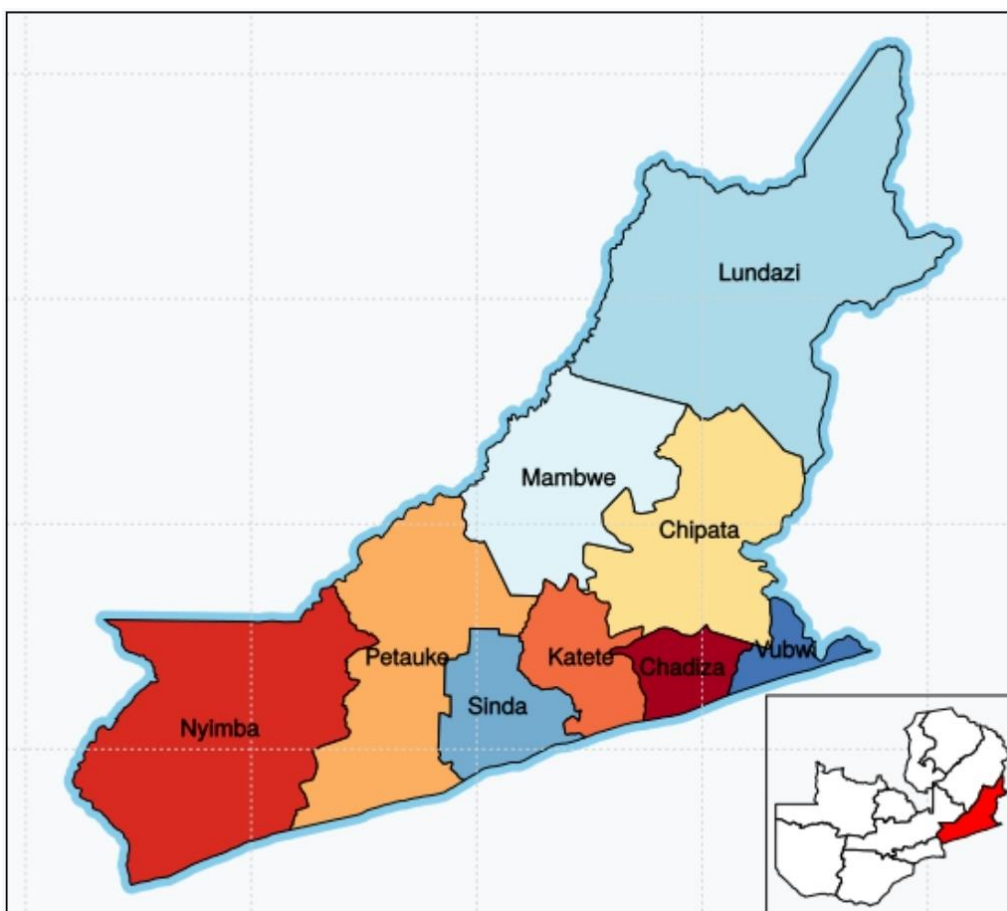 Lundazi
Mambwe
Chipata
Vubwi
Petauke
Katete
Chadiza
Sinda
Nyimba